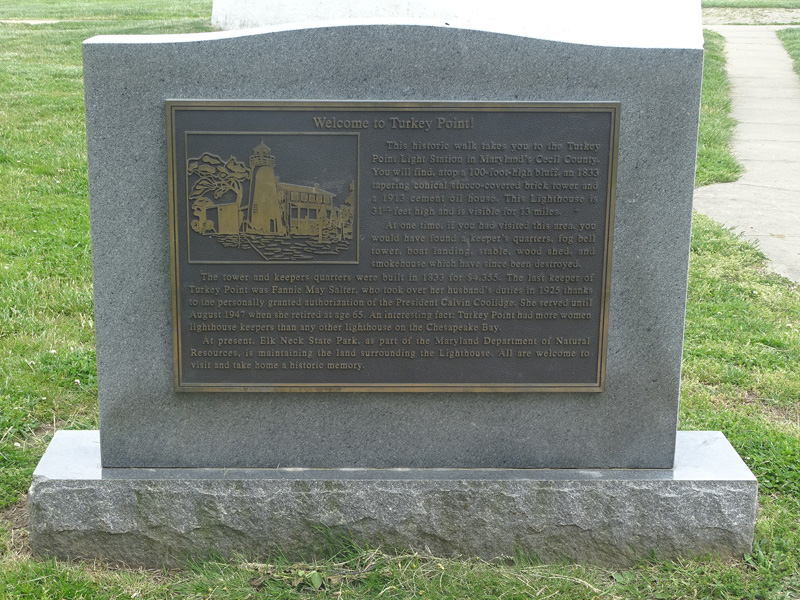 Welcome to Turkey Point!
This historic walk takes you to the Turkey
Point Light Station in Maryland's Cecil County.
You will find, atop a 100-foot-high bluff, an 1833
tapering conical stucco-covered brick tower and
a 1913 cement oil house. This Lighthouse is
feet high and is visible for 13 miles.
At one time, if you had visited this area, you
would have found a keeper's quarters, fog bell
tower, boat landing, stable, wood shed, and
smokehouse which have since been destroyed.
The tower and keepers quarters were built in 1833 for $4,355. The last keeper of
Turkey Point was Fannie May Salter, who took over her husband's duties in 1925 thanks
to the personally granted authorization of the President Calvin Coolidge. She served until
August 1947 when she retired at age 65. An interesting fact: Turkey Point had more women
lighthouse keepers than any other lighthouse on the Chesapeake Bay.
At present, Elk Neck State Park, as part of the Maryland Department of Natural
Resources, is maintaining the land surrounding the Lighthouse. All are welcome to
visit and take home a historic memory.